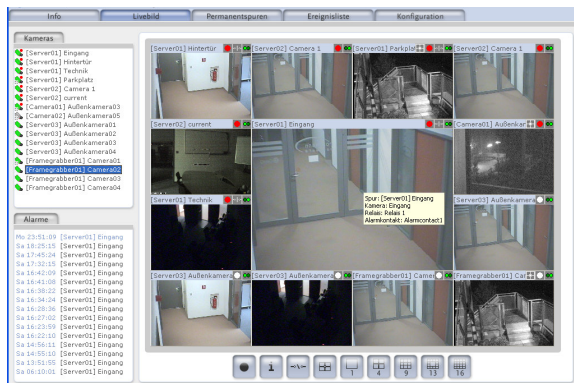 Info
Livebild
Permanentspuren
Ereignisliste
Konfiguration
Kameras
[Server01] Eingang
[Server01] Hintertür
[Server01] Technik
[Server01] Parkplatz
[Server02] Camera 1
[Server02] current
[Camera01] Außenkamera03
[Camera02] Außenkamera05
[Server03] Außenkamera01
[Server03] Außenkamera02
[Server03] Außenkamera03
[Server03] Außenkamera04
[Framegrabber01] Camera01
[Framegrabber01] Camera02
[Framegrabber01] Camera03
[Framegrabber01] Camera04
Alarme
Mo 23:51:09 [Server01] Eingang
Sa 18:25:15 [Server01] Eingang
Sa 17:45:24 [Server01] Eingang
Sa 17:32:15 [Server01] Eingang
Sa 16:42:09 [Server01] Eingang
Sa 16:41:08 [Server01] Eingang
Sa 16:38:22 [Server01] Eingang
Sa 16:34:24 [Server01] Eingang
Sa 16:28:36 [Server01] Eingang
Sa 16:27:02 [Server01] Eingang
Sa 16:23:59 [Server01] Eingang
Sa 16:22:10 [Server01] Eingang
Sa 14:56:11 [Server01] Eingang
Sa 14:55:10 [Server01] Eingang
Sa 13:51:55 [Server01] Eingang
Sa 06:10:01 [Server01] Eingang
[Server01] Hintertür
[Server02] Camera 1
[Server01] Parkplat
[Server02] Camera 1
[Server02] current
[Server01] Eingang
[Camera01] Außenkar
[Server01] Technik
Spur: [Server01] Eingang
Kamera: Eingang
Relais: Relais 1
Alarmkontakt: Alarmcontact1
[Server03] Außenkamera
[Server03] Außenkamera
[Server03] Außenkamera
[Framegrabber01] Camer
[Framegrabber01] Car
1
4
9
13
16